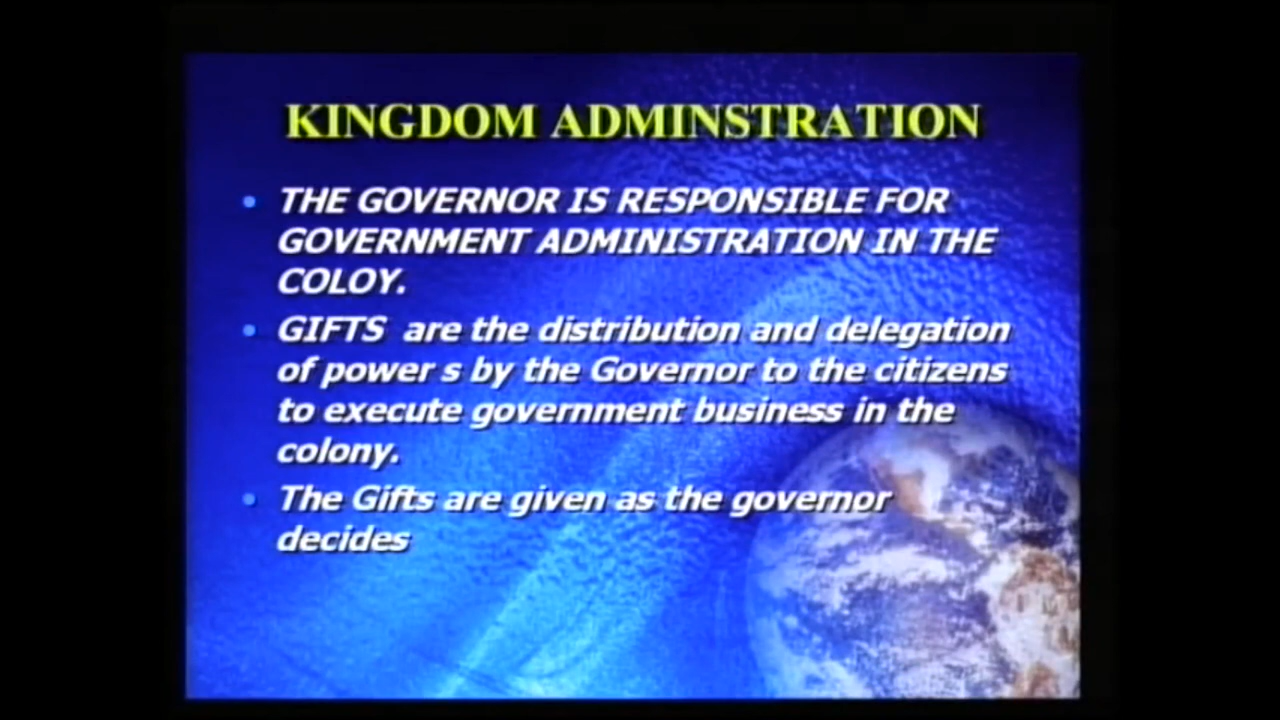 KINGDOM ADMINSTRATION
• THE GOVERNOR IS RESPONSIBLE FOR
GOVERNMENT ADMINISTRATION IN THE
COLOY.
• GIFTS are the distribution and delegation
of power s by the Governor to the citizens
to execute government business in the
colony.
• The Gifts are given as the governor
decides